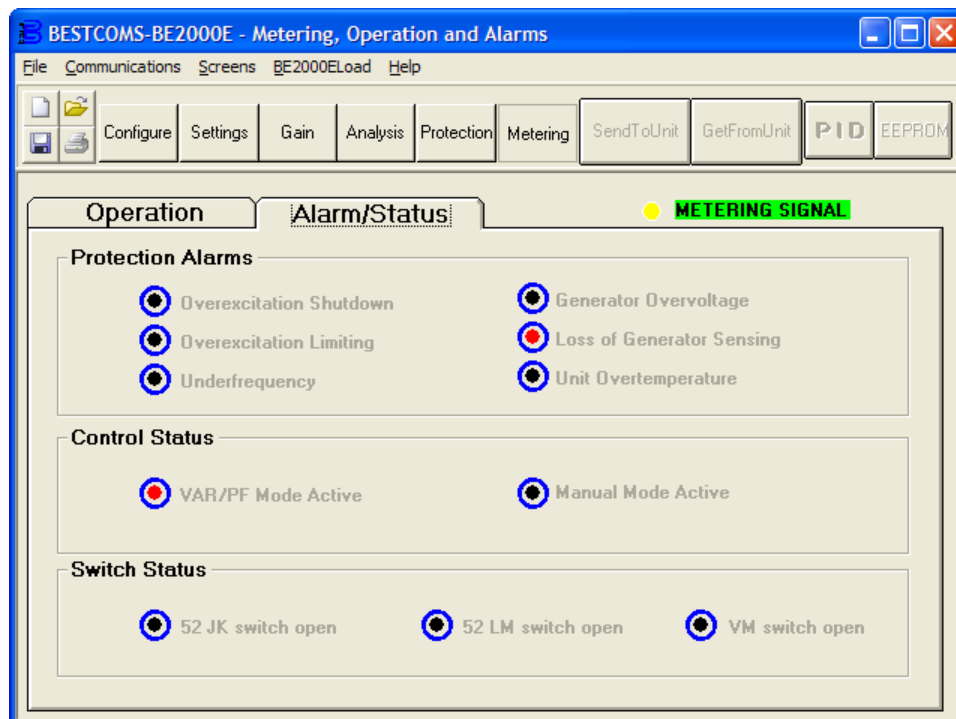 BESTCOMS-BE2000E - Metering, Operation and Alarms
File Communications Screens BE2000ELoad Help
Configure Settings Gain Analysis Protection Metering SendToUnit GetFromUnit PID EEPROM
Operation Alarm/Status METERING SIGNAL
Protection Alarms
Overexcitation Shutdown Generator Overvoltage
Overexcitation Limiting Loss of Generator Sensing
Underfrequency Unit Overtemperature
Control Status
VAR/PF Mode Active Manual Mode Active
Switch Status
52 JK switch open 52 LM switch open VM switch open